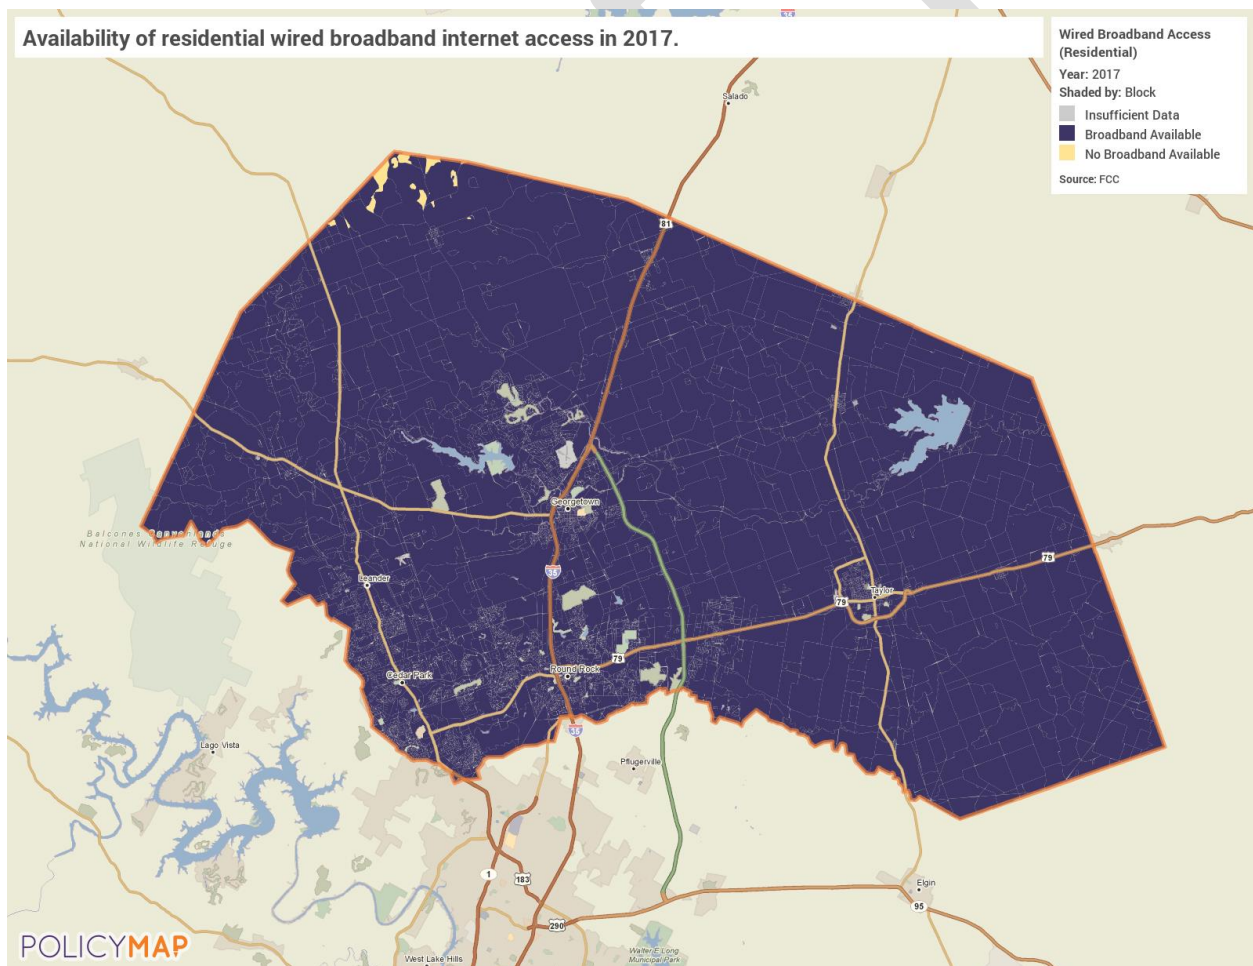 Availability of residential wired broadband internet access in 2017.
Wired Broadband Access
(Residential)
Year: 2017
Shaded by: Block
Insufficient Data
Broadband Available
No Broadband Available
Source: FCC
35
Salado
81
Georgetown
Balcones Canyonlands
National Wildlife Refuge
35
79
Leander
79
Taylor
79
Round Rock
Cedar Park
35
Lago Vista
Pflugerville
1
183
Elgin
95
290
Walter E Long
Municipal Park
West Lake Hills
POLICYMAP